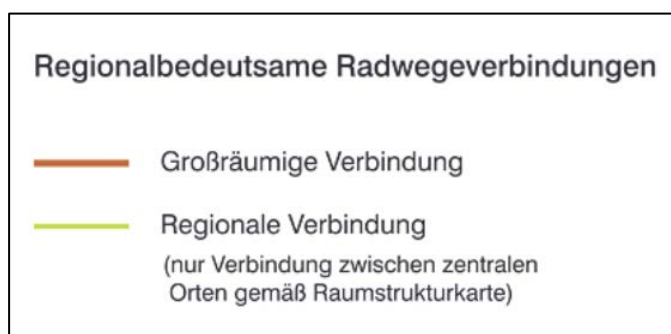 Regionalbedeutsame Radwegeverbindungen
Großräumige Verbindung
Regionale Verbindung
(nur Verbindung zwischen zentralen
Orten gemäß Raumstrukturkarte)